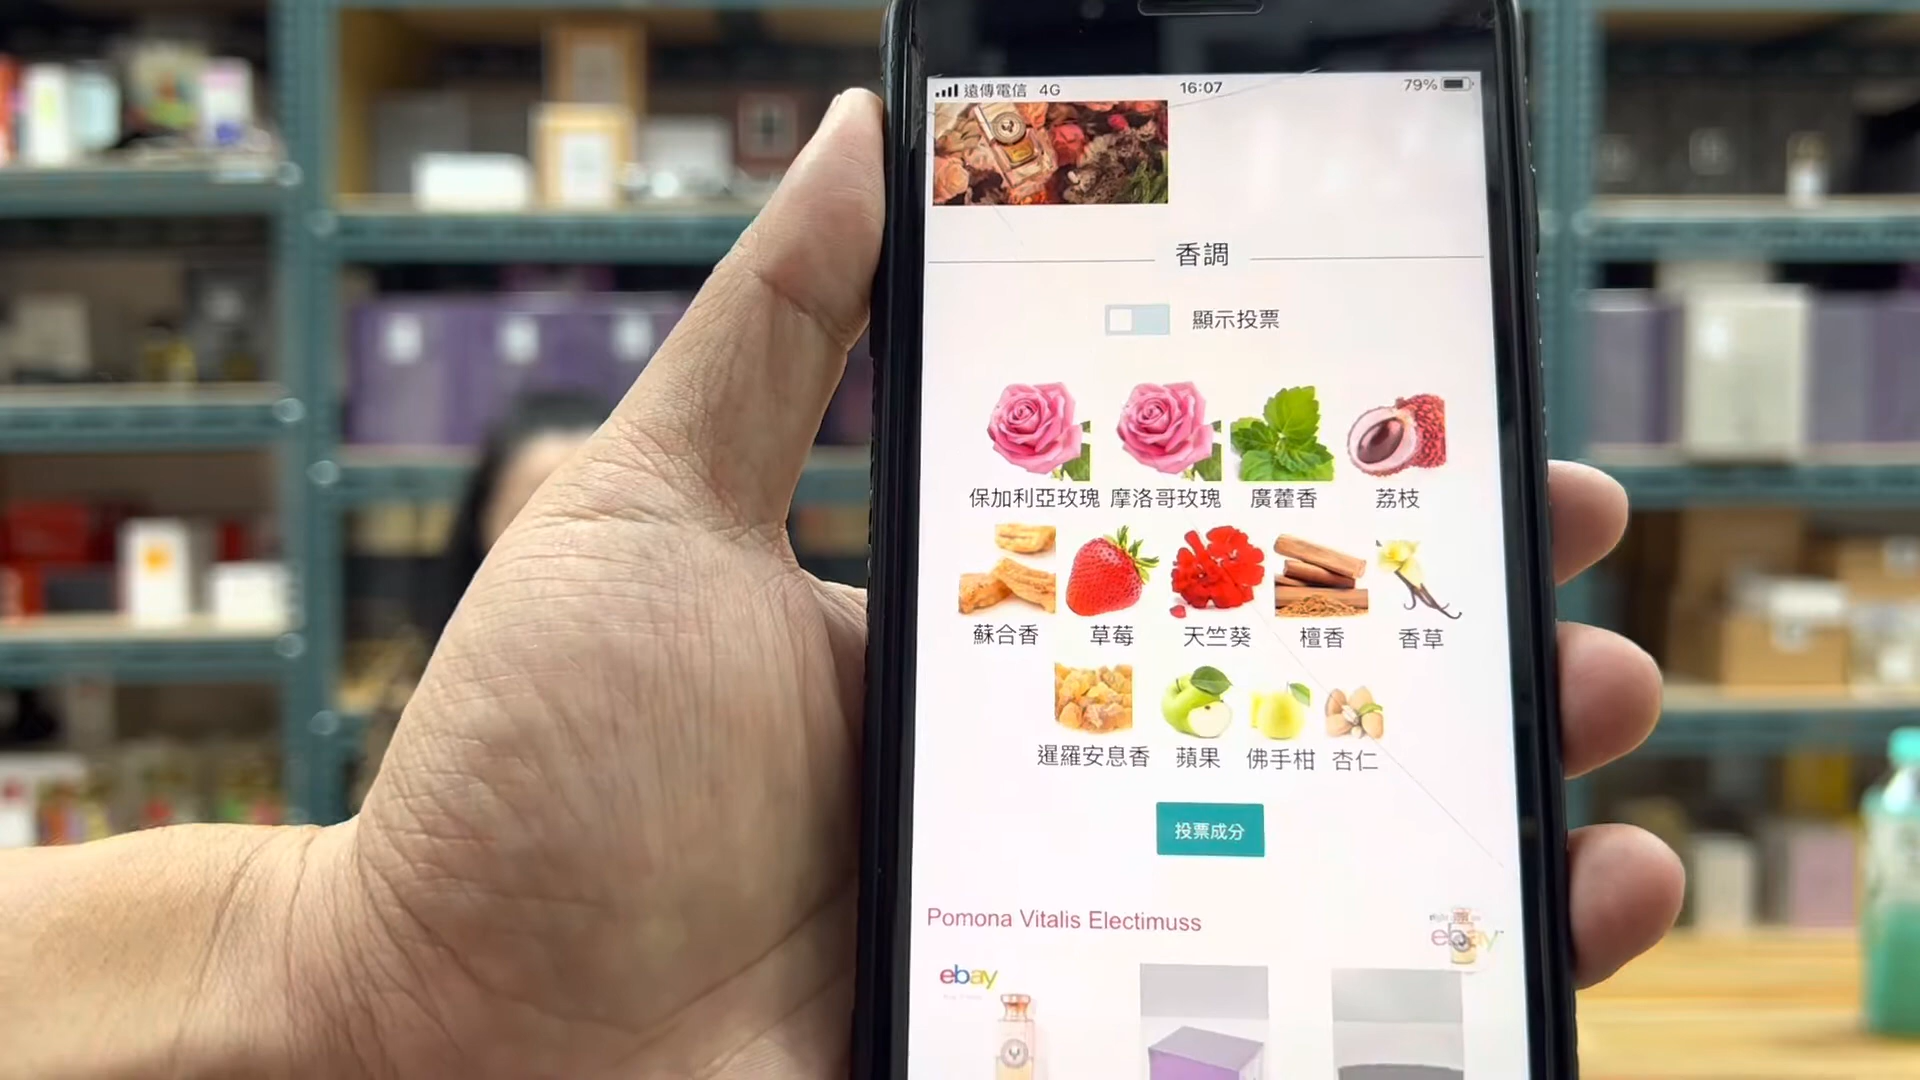 遠傳電信 4G 16:07 79%
香調
顯示投票
保加利亞玫瑰 摩洛哥玫瑰 廣藿香 荔枝
蘇合香 草莓 天竺葵 檀香 香草
暹羅安息香 蘋果 佛手柑 杏仁
投票成分
Pomona Vitalis Electimuss
ebay
ebay